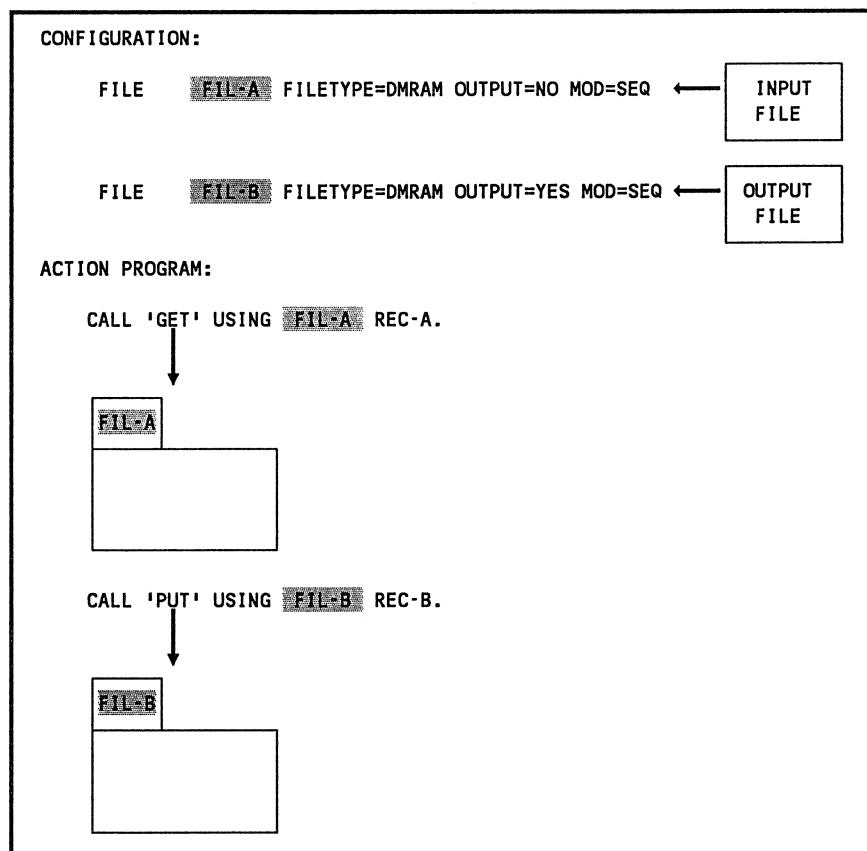 CONFIGURATION:
FILE FIL-A FILETYPE=DMRAM OUTPUT=NO MOD=SEQ
INPUT
FILE
FILE FIL-B FILETYPE=DMRAM OUTPUT=YES MOD=SEQ
OUTPUT
FILE
ACTION PROGRAM:
CALL 'GET' USING FIL-A REC-A.
FIL-A
CALL 'PUT' USING FIL-B REC-B.
FIL-B